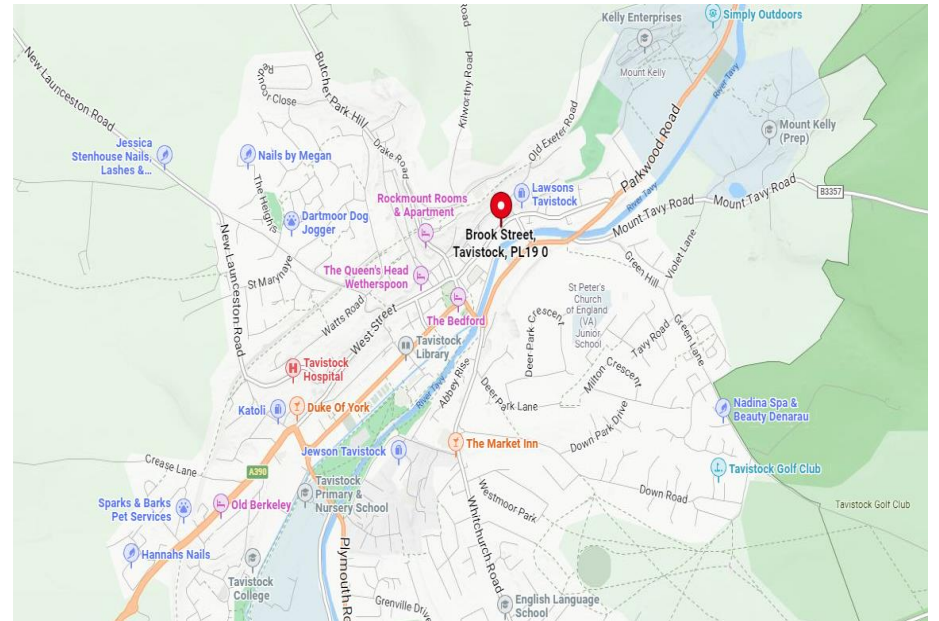 Kelly Enterprises
Simply Outdoors
Mount Kelly
River Tavy
Mount Kelly
(Prep)
New Launceston Road
Butcher Park Hill
Kilworthy Road
Old Exeter Road
Parkwood Road
Jessica
Stenhouse Nails,
Lashes &...
Nails by Megan
Drake Road
The Heights
Rockmount Rooms
& Apartment
Lawsons
Tavistock
River Tavy
Mount Tavy Road
Mount Tavy Road
B3357
Dartmoor Dog
Jogger
Brook Street,
Tavistock, PL19 0
New Launceston Road
St Marynaye
The Queen's Head
Wetherspoon
Green Hill
Violet Lane
Watts Road
West Street
The Bedford
Deer Park Crescent
St Peter's
Church
of England
(VA)
Junior
School
Tavy Road
Green Lane
Tavistock
Library
Tavistock
Hospital
River Tavy
Abbey Rise
Deer Park Lane
Milton Crescent
Katoli
Duke Of York
Down Park Drive
Nadina Spa &
Beauty Denarau
Jewson Tavistock
The Market Inn
Crease Lane
A390
Tavistock Golf Club
Tavistock
Primary &
Nursery School
Westmoor Park
Down Road
Sparks & Barks
Pet Services
Old Berkeley
Tavistock Golf Club
Hannahs Nails
Plymouth Ro
Whitchurch Road
Tavistock
College
Grenville Drive
English Language
School